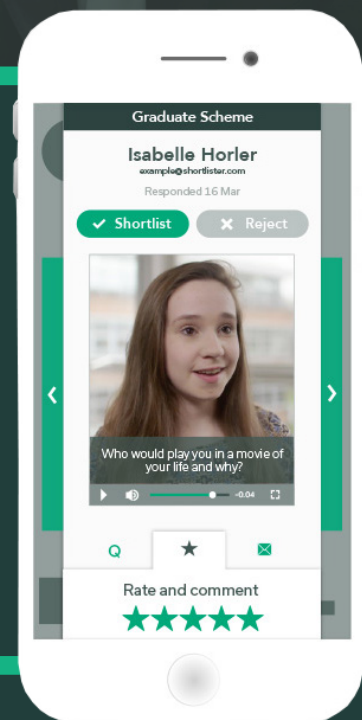 Graduate Scheme
Isabelle Horler
example@shortlister.com
Responded 16 Mar
Shortlist
Reject
Who would play you in a movie of
your life and why?
-0.04
Q
Rate and comment